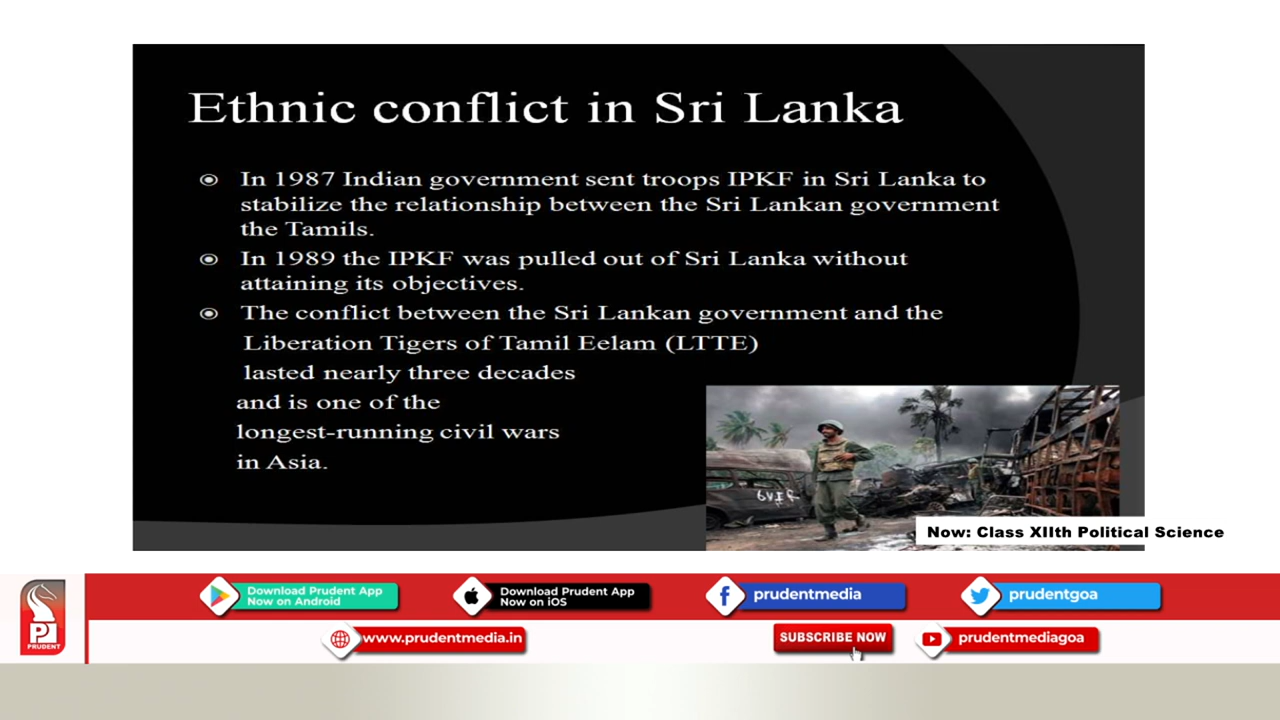 Ethnic conflict in Sri Lanka
In 1987 Indian government sent troops IPKF in Sri Lanka to
stabilize the relationship between the Sri Lankan government
the Tamils.
In 1989 the IPKF was pulled out of Sri Lanka without
attaining its objectives.
The conflict between the Sri Lankan government and the
Liberation Tigers of Tamil Eelam (LTTE)
lasted nearly three decades
and is one of the
longest-running civil wars
in Asia.
Now: Class XIIth Political Science
Download Prudent App
Now on Android
Download Prudent App
Now on iOS
prudentmedia
prudentgoa
PRUDENT
www.prudentmedia.in
SUBSCRIBE NOW
prudentmediagoa